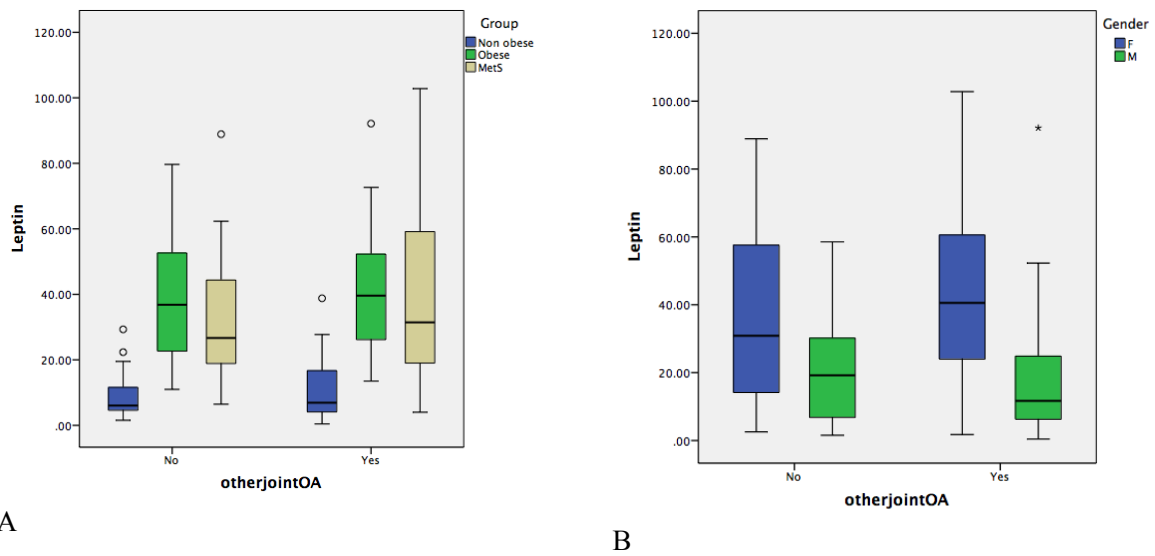 Group
Non obese
Obese
MetS
120.00
100.00
80.00
60.00
40.00
20.00
.00
Leptin
No
Yes
otherjointOA
A
Gender
F
M
120.00
100.00
80.00
60.00
40.00
20.00
.00
Leptin
*
No
Yes
otherjointOA
B